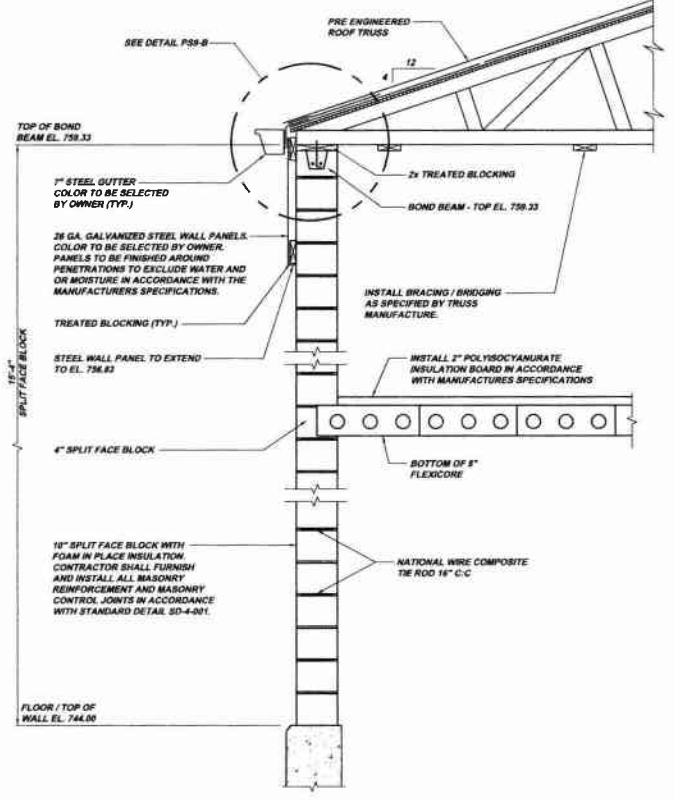 PRE ENGINEERED
ROOF TRUSS
SEE DETAIL PS9-B
12
4
TOP OF BOND
BEAM EL. 759.33
7" STEEL GUTTER
COLOR TO BE SELECTED
BY OWNER (TYP.)
2x TREATED BLOCKING
BOND BEAM - TOP EL. 759.33
26 GA. GALVANIZED STEEL WALL PANELS.
COLOR TO BE SELECTED BY OWNER.
PANELS TO BE FINISHED AROUND
PENETRATIONS TO EXCLUDE WATER AND
OR MOISTURE IN ACCORDANCE WITH THE
MANUFACTURERS SPECIFICATIONS.
INSTALL BRACING / BRIDGING
AS SPECIFIED BY TRUSS
MANUFACTURE.
TREATED BLOCKING (TYP.)
STEEL WALL PANEL TO EXTEND
TO EL. 756.83
15'-4"
SPLIT FACE BLOCK
INSTALL 2" POLYISOCYANURATE
INSULATION BOARD IN ACCORDANCE
WITH MANUFACTURES SPECIFICATIONS
4" SPLIT FACE BLOCK
BOTTOM OF 8"
FLEXICORE
10" SPLIT FACE BLOCK WITH
FOAM IN PLACE INSULATION.
CONTRACTOR SHALL FURNISH
AND INSTALL ALL MASONRY
REINFORCEMENT AND MASONRY
CONTROL JOINTS IN ACCORDANCE
WITH STANDARD DETAIL SD-4-001.
NATIONAL WIRE COMPOSITE
TIE ROD 16" C:C
FLOOR / TOP OF
WALL EL. 744.00